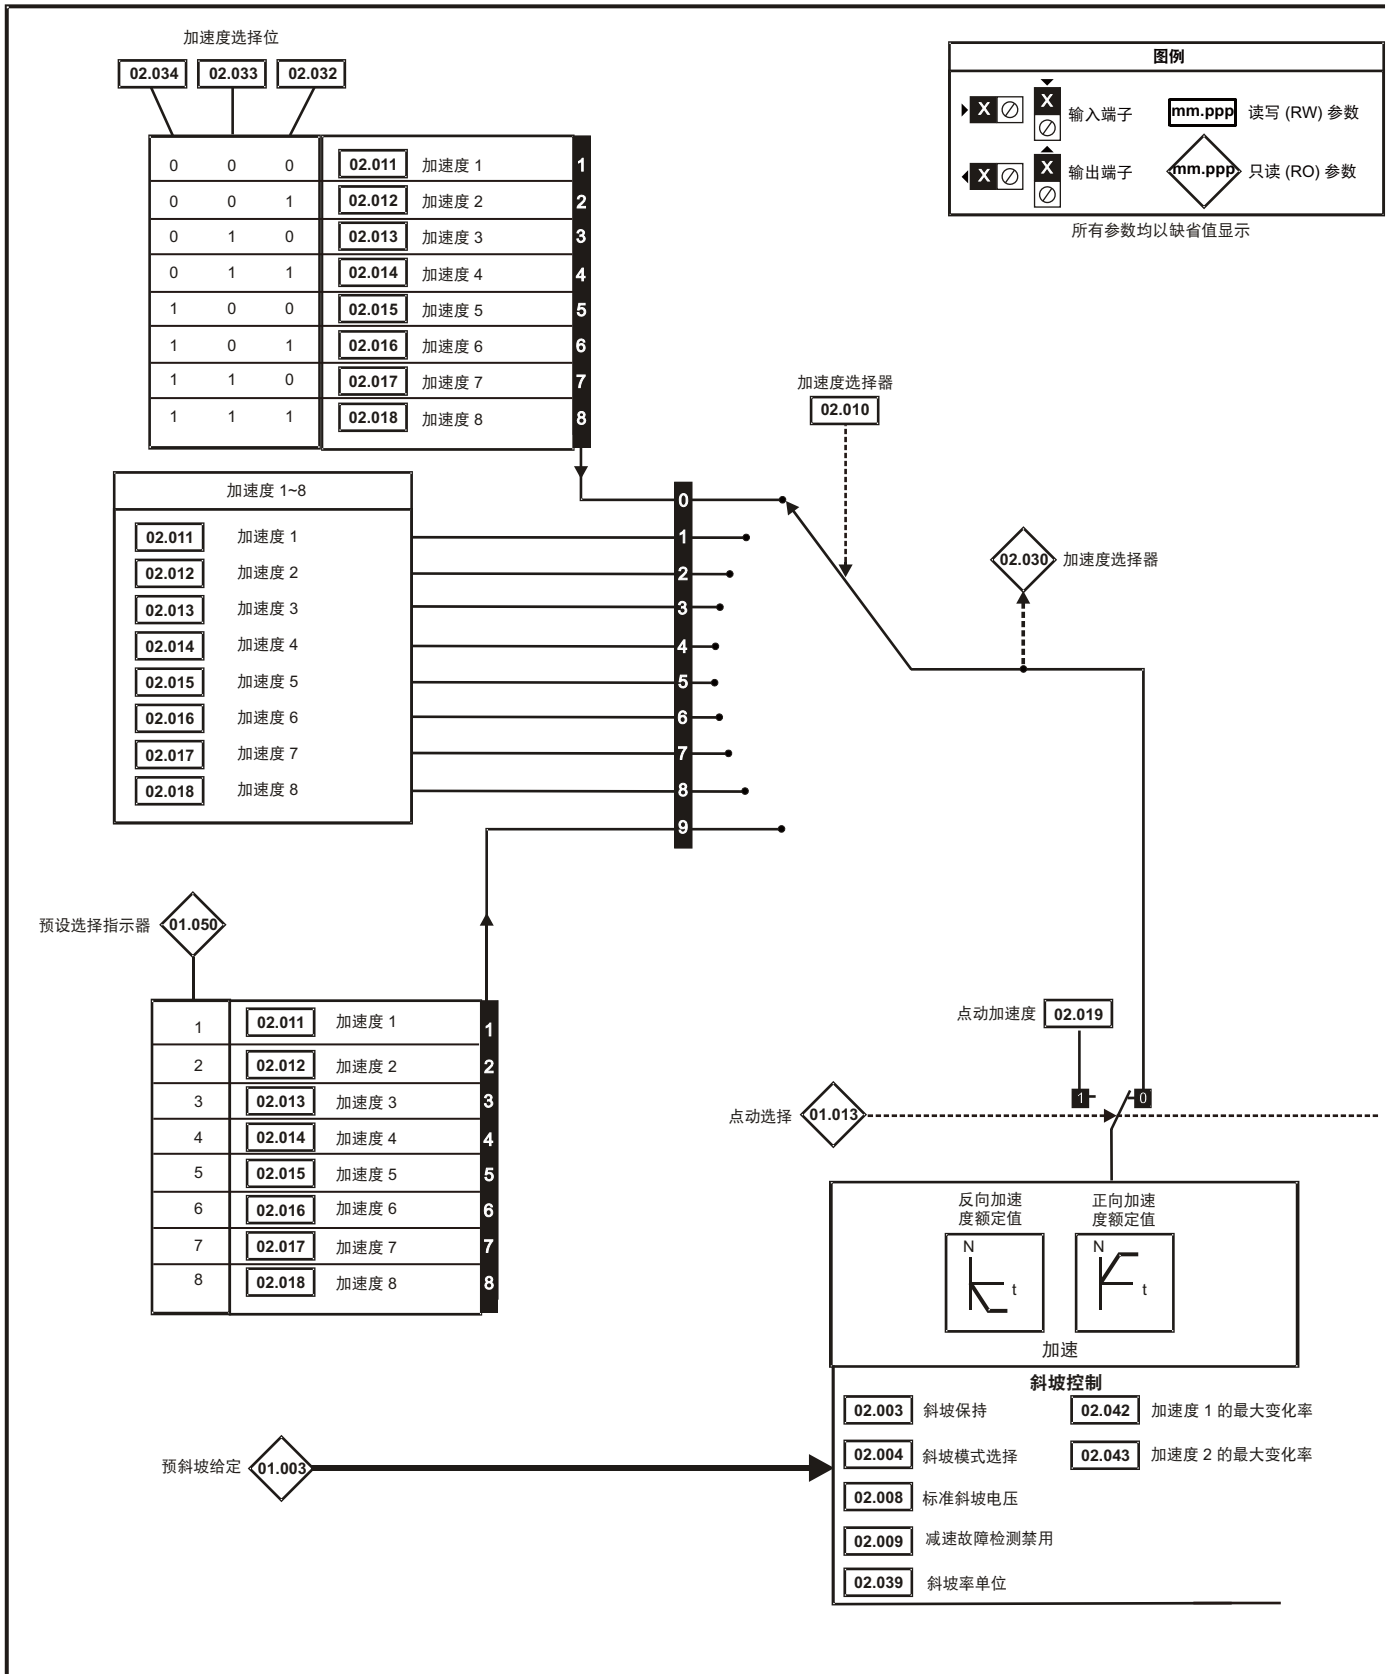 加速度选择位
02.034 02.033 02.032
0 0 0 02.011 加速度 1 1
0 0 1 02.012 加速度 2 2
0 1 0 02.013 加速度 3 3
0 1 1 02.014 加速度 4 4
1 0 0 02.015 加速度 5 5
1 0 1 02.016 加速度 6 6
1 1 0 02.017 加速度 7 7
1 1 1 02.018 加速度 8 8
图例
X X 输入端子 mm.ppp 读写 (RW) 参数
X X 输出端子 mm.ppp 只读 (RO) 参数
所有参数均以缺省值显示
加速度选择器
02.010
加速度 1~8
02.011 加速度 1
02.012 加速度 2
02.013 加速度 3
02.014 加速度 4
02.015 加速度 5
02.016 加速度 6
02.017 加速度 7
02.018 加速度 8
0
1
2
3
4
5
6
7
8
9
02.030 加速度选择器
预设选择指示器 01.050
1 02.011 加速度 1 1
2 02.012 加速度 2 2
3 02.013 加速度 3 3
4 02.014 加速度 4 4
5 02.015 加速度 5 5
6 02.016 加速度 6 6
7 02.017 加速度 7 7
8 02.018 加速度 8 8
点动加速度 02.019
1 0
点动选择 01.013
反向加速 正向加速
度额定值 度额定值
N N
t t
加速
斜坡控制
02.003 斜坡保持 02.042 加速度 1 的最大变化率
02.004 斜坡模式选择 02.043 加速度 2 的最大变化率
02.008 标准斜坡电压
02.009 减速故障检测禁用
02.039 斜坡率单位
预斜坡给定 01.003